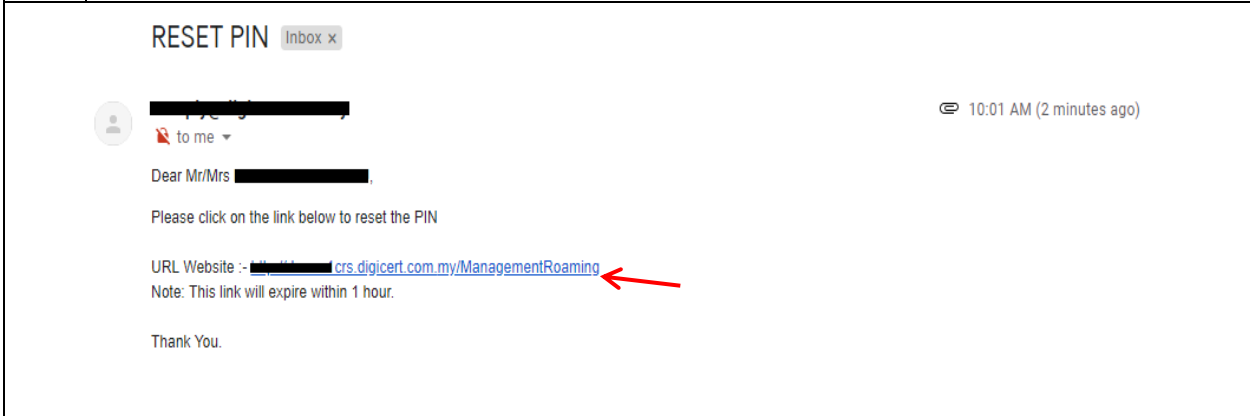 RESET PIN Inbox x
10:01 AM (2 minutes ago)
to me
Dear Mr/Mrs ,
Please click on the link below to reset the PIN
URL Website :- crs.digicert.com.my/ManagementRoaming
Note: This link will expire within 1 hour.
Thank You.